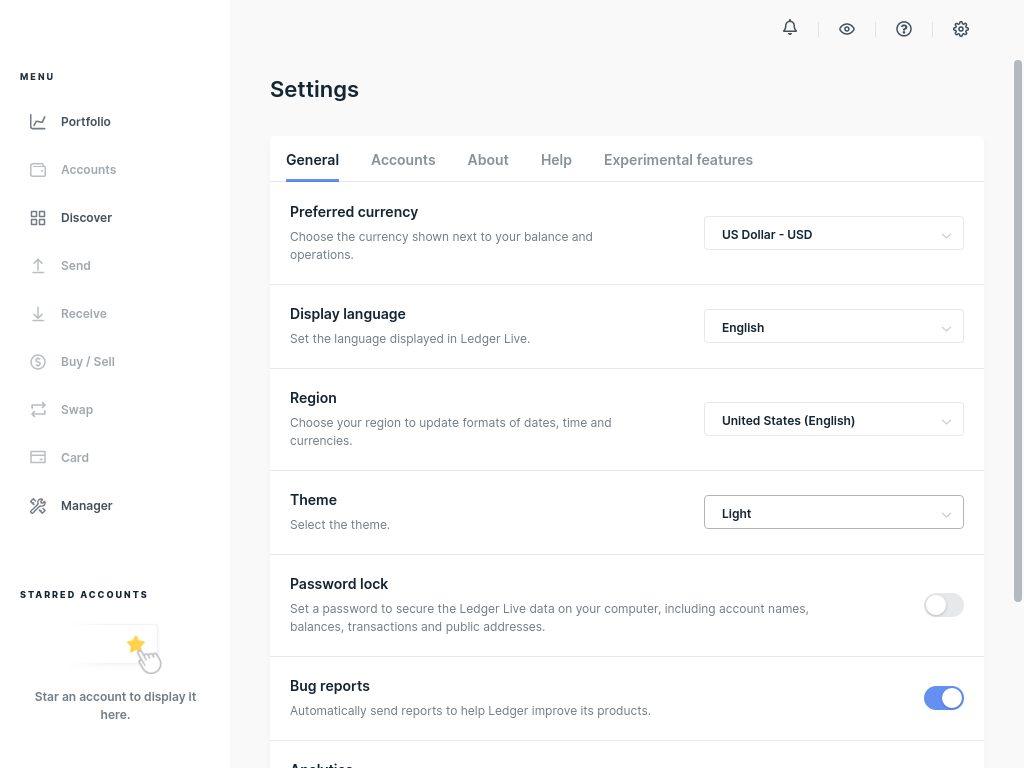 MENU
Portfolio
Accounts
Discover
Send
Receive
Buy / Sell
Swap
Card
Manager
STARRED ACCOUNTS
Star an account to display it
here.
Settings
General Accounts About Help Experimental features
Preferred currency
Choose the currency shown next to your balance and
operations.
US Dollar - USD
Display language
Set the language displayed in Ledger Live.
English
Region
Choose your region to update formats of dates, time and
currencies.
United States (English)
Theme
Select the theme.
Light
Password lock
Set a password to secure the Ledger Live data on your computer, including account names,
balances, transactions and public addresses.
Bug reports
Automatically send reports to help Ledger improve its products.
Analytics